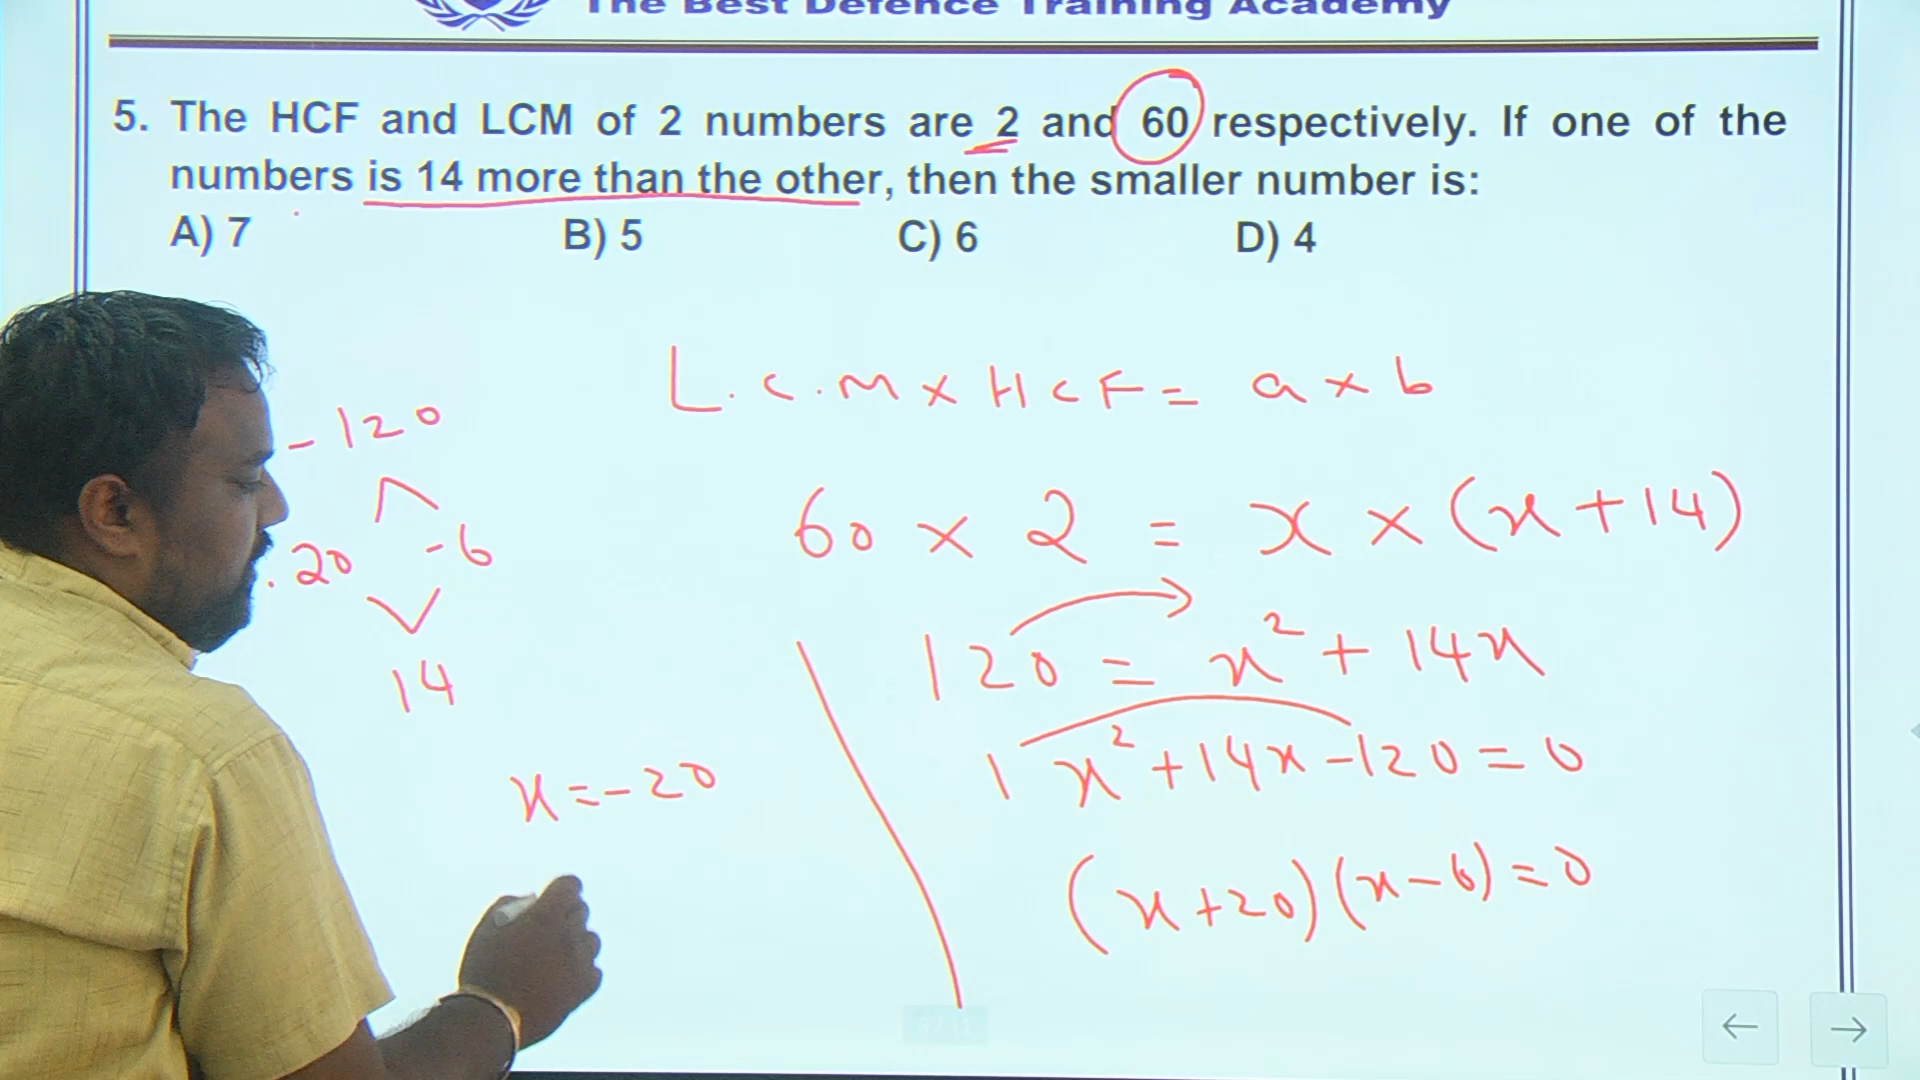 The Best Defence Training Academy
5. The HCF and LCM of 2 numbers are 2 and 60 respectively. If one of the
numbers is 14 more than the other, then the smaller number is:
A) 7 B) 5 C) 6 D) 4
L.C.M × HCF = a × b
60 × 2 = x × (x + 14)
120 = x² + 14x
1 x² + 14x - 120 = 0
(x + 20) (x - 6) = 0
- 120
20 - 6
14
x = - 20
← →